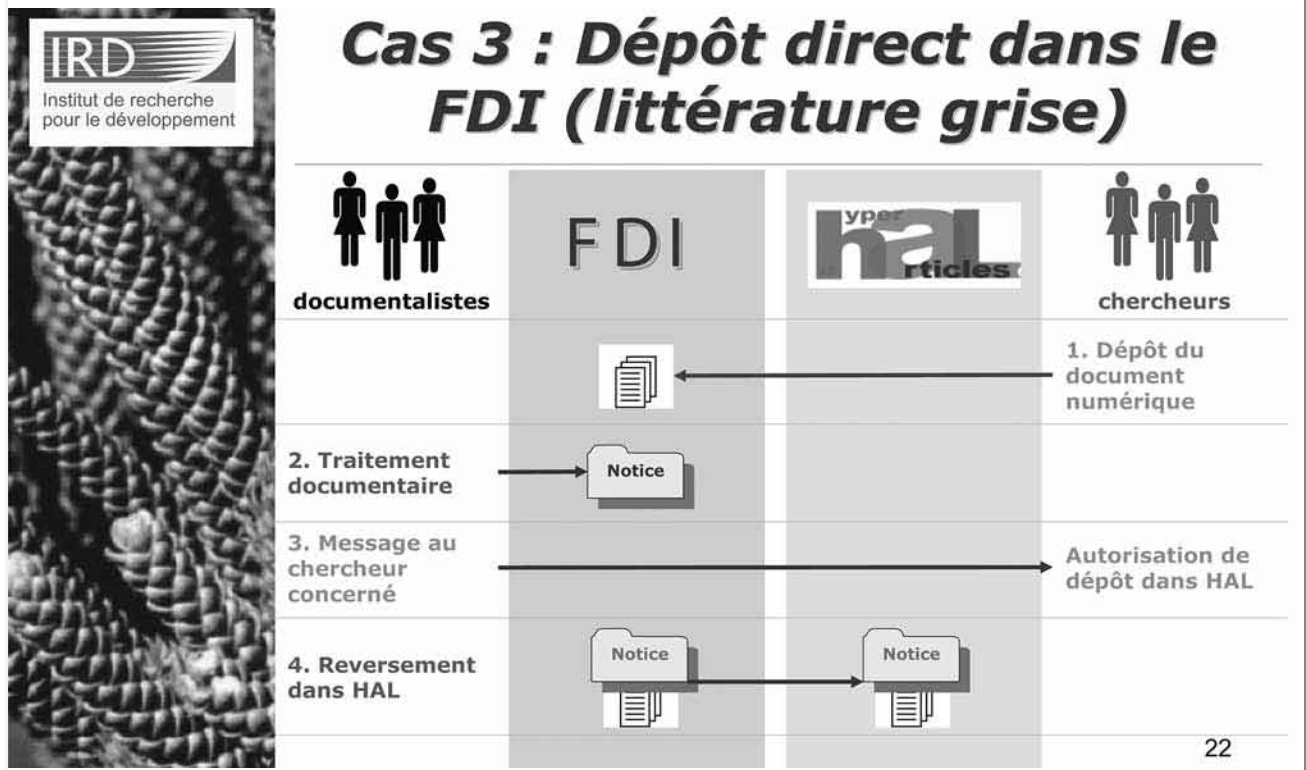 IRD
Institut de recherche
pour le développement
Cas 3 : Dépôt direct dans le
FDI (littérature grise)
documentalistes
FDI
hyper
haL
articles
chercheurs
1. Dépôt du
document
numérique
2. Traitement
documentaire
Notice
3. Message au
chercheur
concerné
Autorisation de
dépôt dans HAL
4. Reversement
dans HAL
Notice
Notice
22